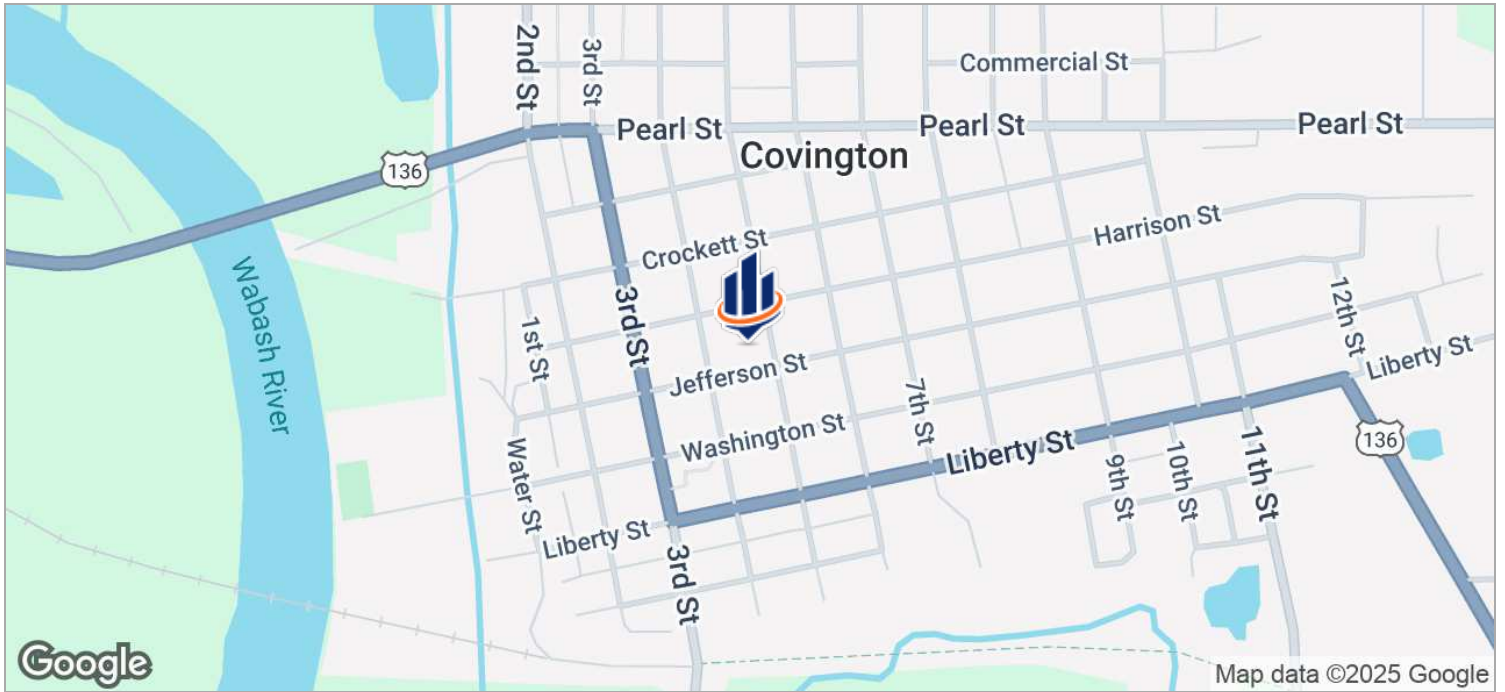 2nd St
3rd St
Commercial St
Pearl St
Pearl St
Pearl St
Covington
136
Harrison St
Crockett St
Wabash River
3rd St
1st St
12th St
Jefferson St
Liberty St
7th St
Washington St
136
Liberty St
11th St
Water St
9th St
10th St
Liberty St
3rd St
Google
Map data ©2025 Google